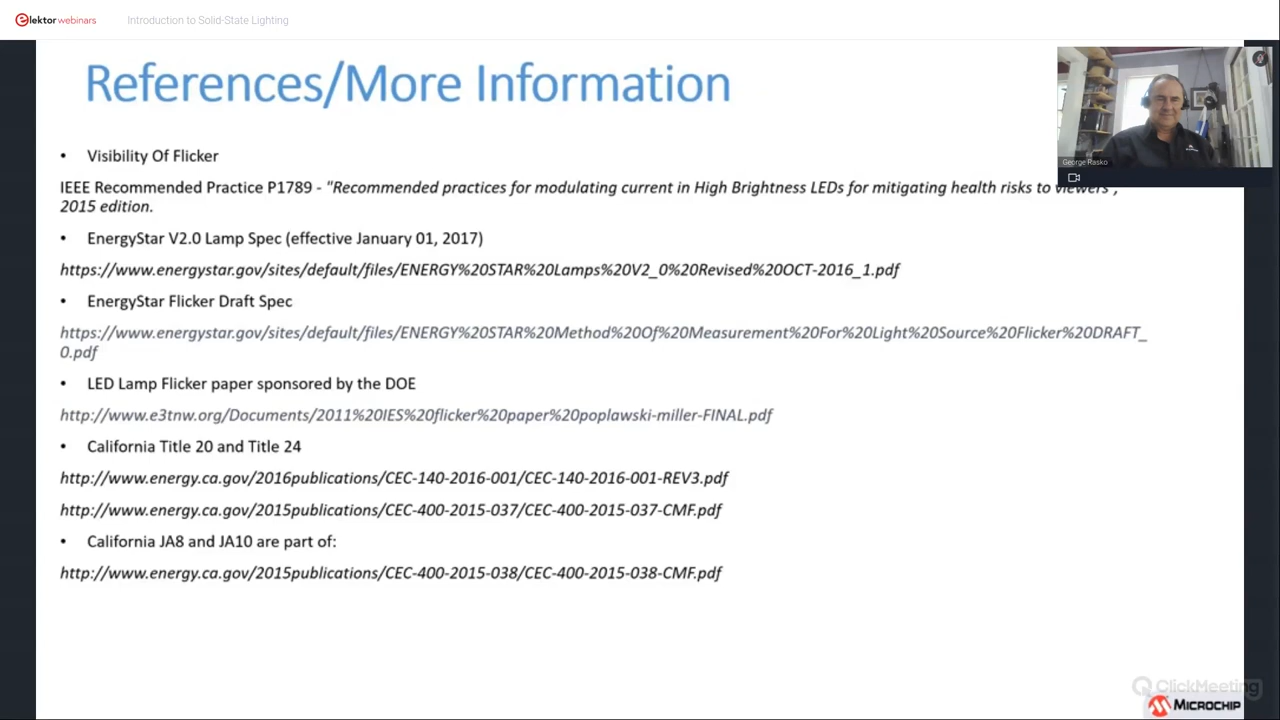 elektor webinars
Introduction to Solid-State Lighting
References/More Information
George Rasko
• Visibility Of Flicker
IEEE Recommended Practice P1789 - "Recommended practices for modulating current in High Brightness LEDs for mitigating health risks to viewers",
2015 edition.
• EnergyStar V2.0 Lamp Spec (effective January 01, 2017)
https://www.energystar.gov/sites/default/files/ENERGY%20STAR%20Lamps%20V2_0%20Revised%20OCT-2016_1.pdf
• EnergyStar Flicker Draft Spec
https://www.energystar.gov/sites/default/files/ENERGY%20STAR%20Method%20Of%20Measurement%20For%20Light%20Source%20Flicker%20DRAFT_
0.pdf
• LED Lamp Flicker paper sponsored by the DOE
http://www.e3tnw.org/Documents/2011%20IES%20flicker%20paper%20poplawski-miller-FINAL.pdf
• California Title 20 and Title 24
http://www.energy.ca.gov/2016publications/CEC-140-2016-001/CEC-140-2016-001-REV3.pdf
http://www.energy.ca.gov/2015publications/CEC-400-2015-037/CEC-400-2015-037-CMF.pdf
• California JA8 and JA10 are part of:
http://www.energy.ca.gov/2015publications/CEC-400-2015-038/CEC-400-2015-038-CMF.pdf
ClickMeeting
MICROCHIP